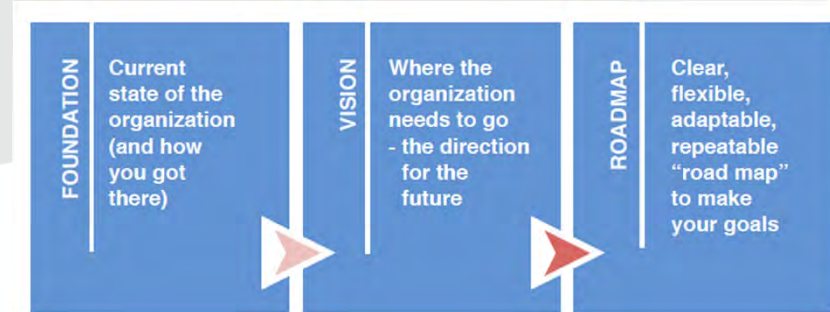 FOUNDATION
Current
state of the
organization
(and how
you got
there)
VISION
Where the
organization
needs to go
- the direction
for the
future
ROADMAP
Clear,
flexible,
adaptable,
repeatable
“road map”
to make
your goals